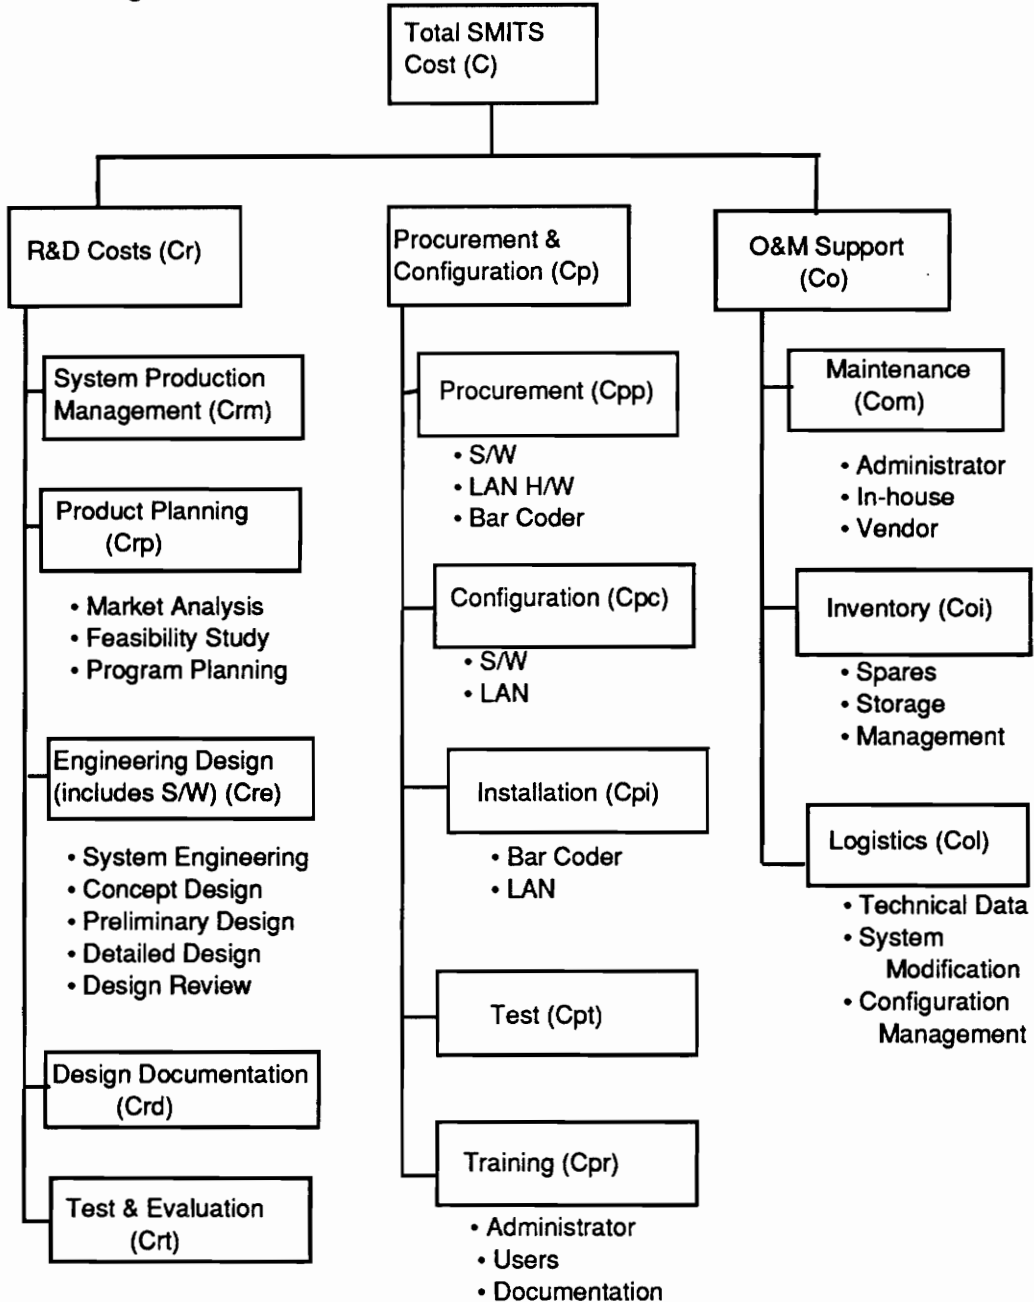 Total SMITS
Cost (C)
R&D Costs (Cr)
System Production
Management (Crm)
Product Planning
(Crp)
• Market Analysis
• Feasibility Study
• Program Planning
Engineering Design
(includes S/W) (Cre)
• System Engineering
• Concept Design
• Preliminary Design
• Detailed Design
• Design Review
Design Documentation
(Crd)
Test & Evaluation
(Crt)
Procurement &
Configuration (Cp)
Procurement (Cpp)
• S/W
• LAN H/W
• Bar Coder
Configuration (Cpc)
• S/W
• LAN
Installation (Cpi)
• Bar Coder
• LAN
Test (Cpt)
Training (Cpr)
• Administrator
• Users
• Documentation
O&M Support
(Co)
Maintenance
(Com)
• Administrator
• In-house
• Vendor
Inventory (Coi)
• Spares
• Storage
• Management
Logistics (Col)
• Technical Data
• System
Modification
• Configuration
Management